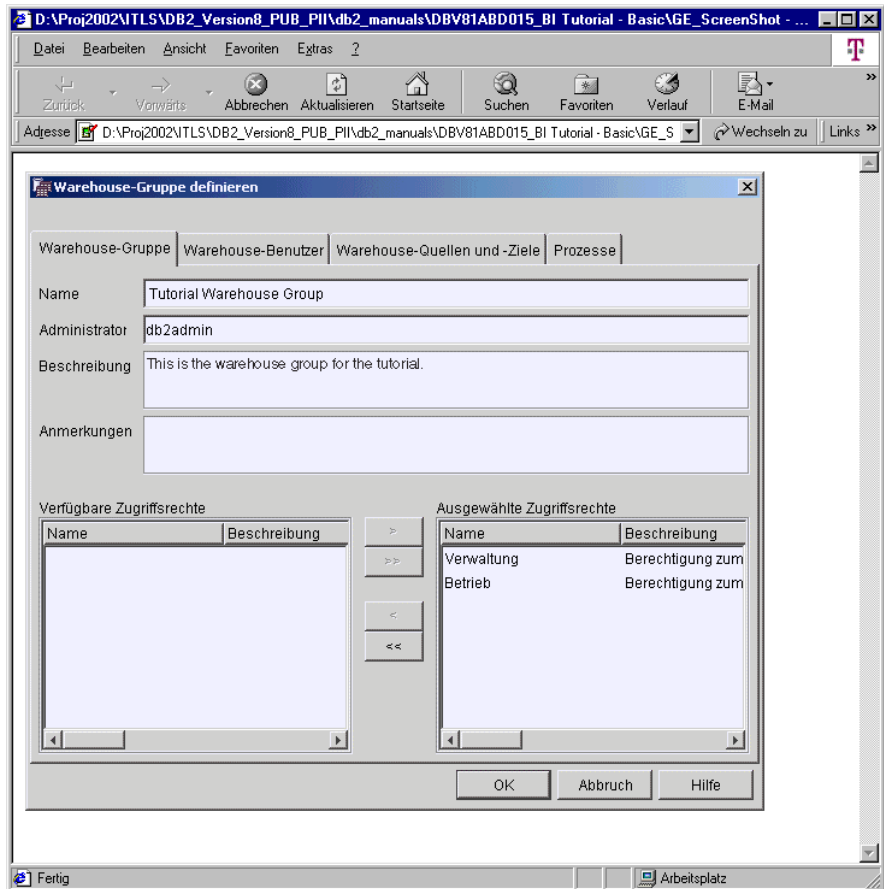 D:\Proj2002\ITLS\DB2_Version8_PUB_PII\db2_manuals\DBV81ABD015_BI Tutorial - Basic\GE_ScreenShot - ...
Datei Bearbeiten Ansicht Favoriten Extras ?
T
Zurück Vorwärts Abbrechen Aktualisieren Startseite Suchen Favoriten Verlauf E-Mail »
Adresse D:\Proj2002\ITLS\DB2_Version8_PUB_PII\db2_manuals\DBV81ABD015_BI Tutorial - Basic\GE_S Wechseln zu Links »
Warehouse-Gruppe definieren
Warehouse-Gruppe Warehouse-Benutzer Warehouse-Quellen und -Ziele Prozesse
Name Tutorial Warehouse Group
Administrator db2admin
Beschreibung This is the warehouse group for the tutorial.
Anmerkungen
Verfügbare Zugriffsrechte Ausgewählte Zugriffsrechte
Name Beschreibung > Name Beschreibung
>> Verwaltung Berechtigung zum
Betrieb Berechtigung zum
<
<<
OK Abbruch Hilfe
Fertig Arbeitsplatz